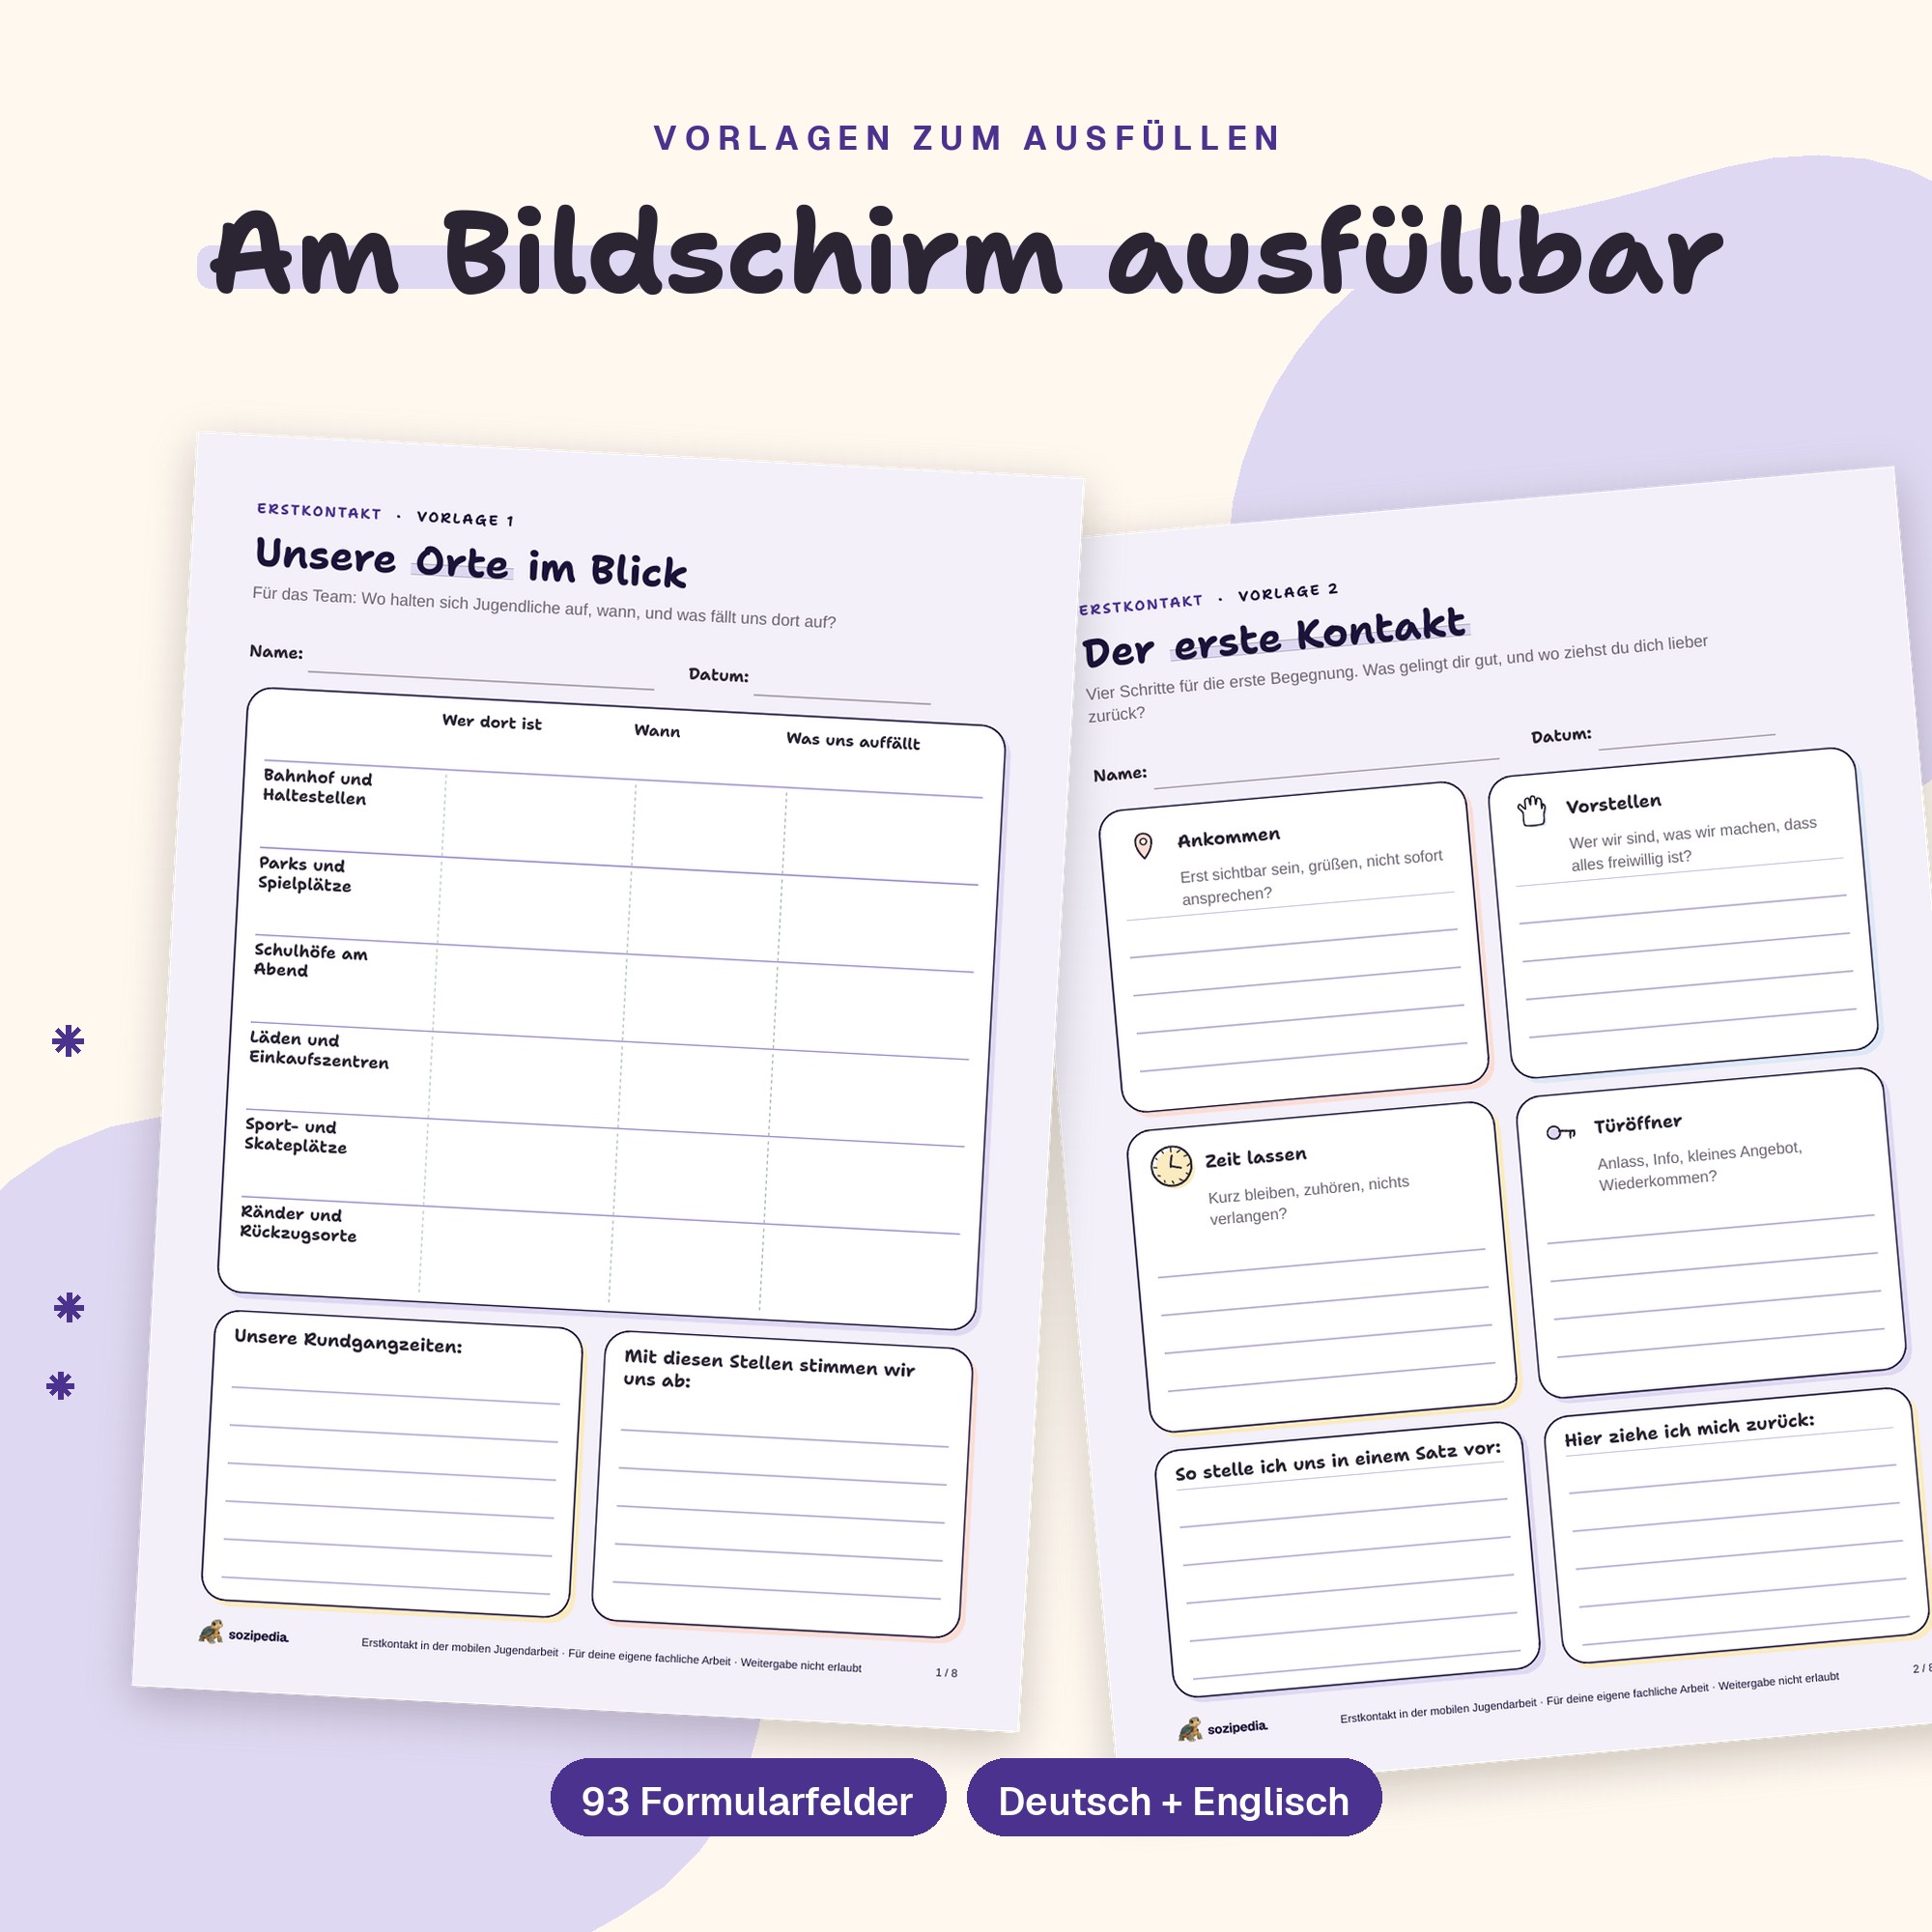 VORLAGEN ZUM AUSFÜLLEN
Am Bildschirm ausfüllbar
ERSTKONTAKT · VORLAGE 1
Unsere Orte im Blick
Für das Team: Wo halten sich Jugendliche auf, wann, und was fällt uns dort auf?
Name:
Datum:
Wer dort ist
Wann
Was uns auffällt
Bahnhof und
Haltestellen
Parks und
Spielplätze
Schulhöfe am
Abend
Läden und
Einkaufszentren
Sport- und
Skateplätze
Ränder und
Rückzugsorte
Unsere Rundgangzeiten:
Mit diesen Stellen stimmen wir
uns ab:
sozipedia.
Erstkontakt in der mobilen Jugendarbeit · Für deine eigene fachliche Arbeit · Weitergabe nicht erlaubt
1 / 8
ERSTKONTAKT · VORLAGE 2
Der erste Kontakt
Vier Schritte für die erste Begegnung. Was gelingt dir gut, und wo ziehst du dich lieber
zurück?
Name:
Datum:
Ankommen
Erst sichtbar sein, grüßen, nicht sofort
ansprechen?
Vorstellen
Wer wir sind, was wir machen, dass
alles freiwillig ist?
Zeit lassen
Kurz bleiben, zuhören, nichts
verlangen?
Türöffner
Anlass, Info, kleines Angebot,
Wiederkommen?
So stelle ich uns in einem Satz vor:
Hier ziehe ich mich zurück:
sozipedia.
Erstkontakt in der mobilen Jugendarbeit · Für deine eigene fachliche Arbeit · Weitergabe nicht erlaubt
2 / 8
93 Formularfelder
Deutsch + Englisch